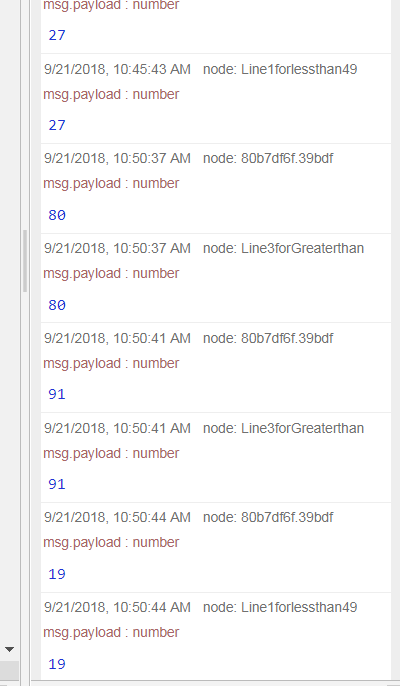 msg.payload : number
27
9/21/2018, 10:45:43 AM node: Line1forlessthan49
msg.payload : number
27
9/21/2018, 10:50:37 AM node: 80b7df6f.39bdf
msg.payload : number
80
9/21/2018, 10:50:37 AM node: Line3forGreaterthan
msg.payload : number
80
9/21/2018, 10:50:41 AM node: 80b7df6f.39bdf
msg.payload : number
91
9/21/2018, 10:50:41 AM node: Line3forGreaterthan
msg.payload : number
91
9/21/2018, 10:50:44 AM node: 80b7df6f.39bdf
msg.payload : number
19
9/21/2018, 10:50:44 AM node: Line1forlessthan49
msg.payload : number
19